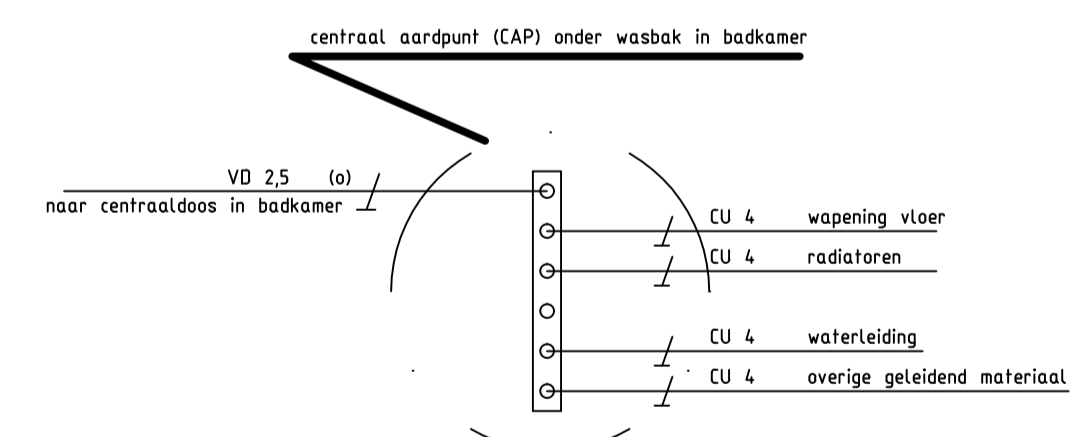 centraal aardpunt (CAP) onder wasbak in badkamer
VD 2,5 (o)
naar centraaldoos in badkamer
CU 4 wapening vloer
CU 4 radiatoren
CU 4 waterleiding
CU 4 overige geleidend materiaal